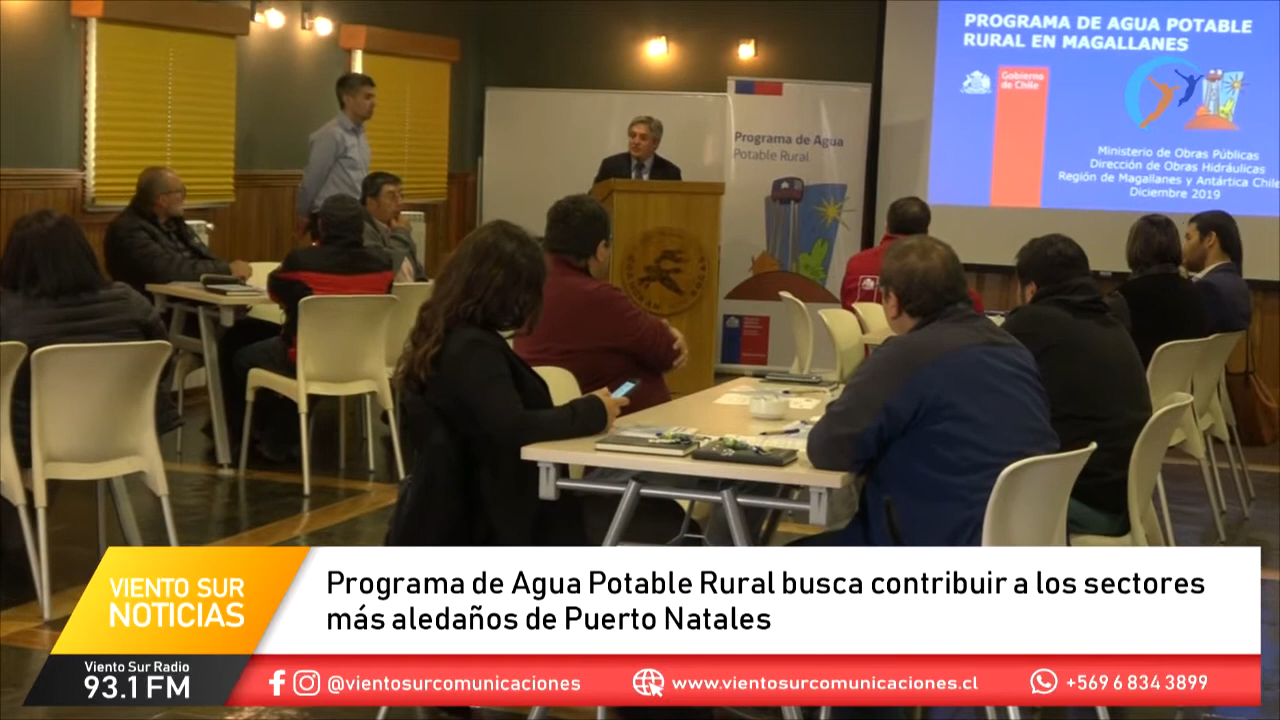 PROGRAMA DE AGUA POTABLE
RURAL EN MAGALLANES
Gobierno
de Chile
Ministerio de Obras Públicas
Dirección de Obras Hidráulicas
Región de Magallanes y Antártica Chile
Diciembre 2019
Programa de Agua
Potable Rural
VIENTO SUR
NOTICIAS
Programa de Agua Potable Rural busca contribuir a los sectores
más aledaños de Puerto Natales
Viento Sur Radio
93.1 FM
@vientosurcomunicaciones
www.vientosurcomunicaciones.cl
+569 6 834 3899